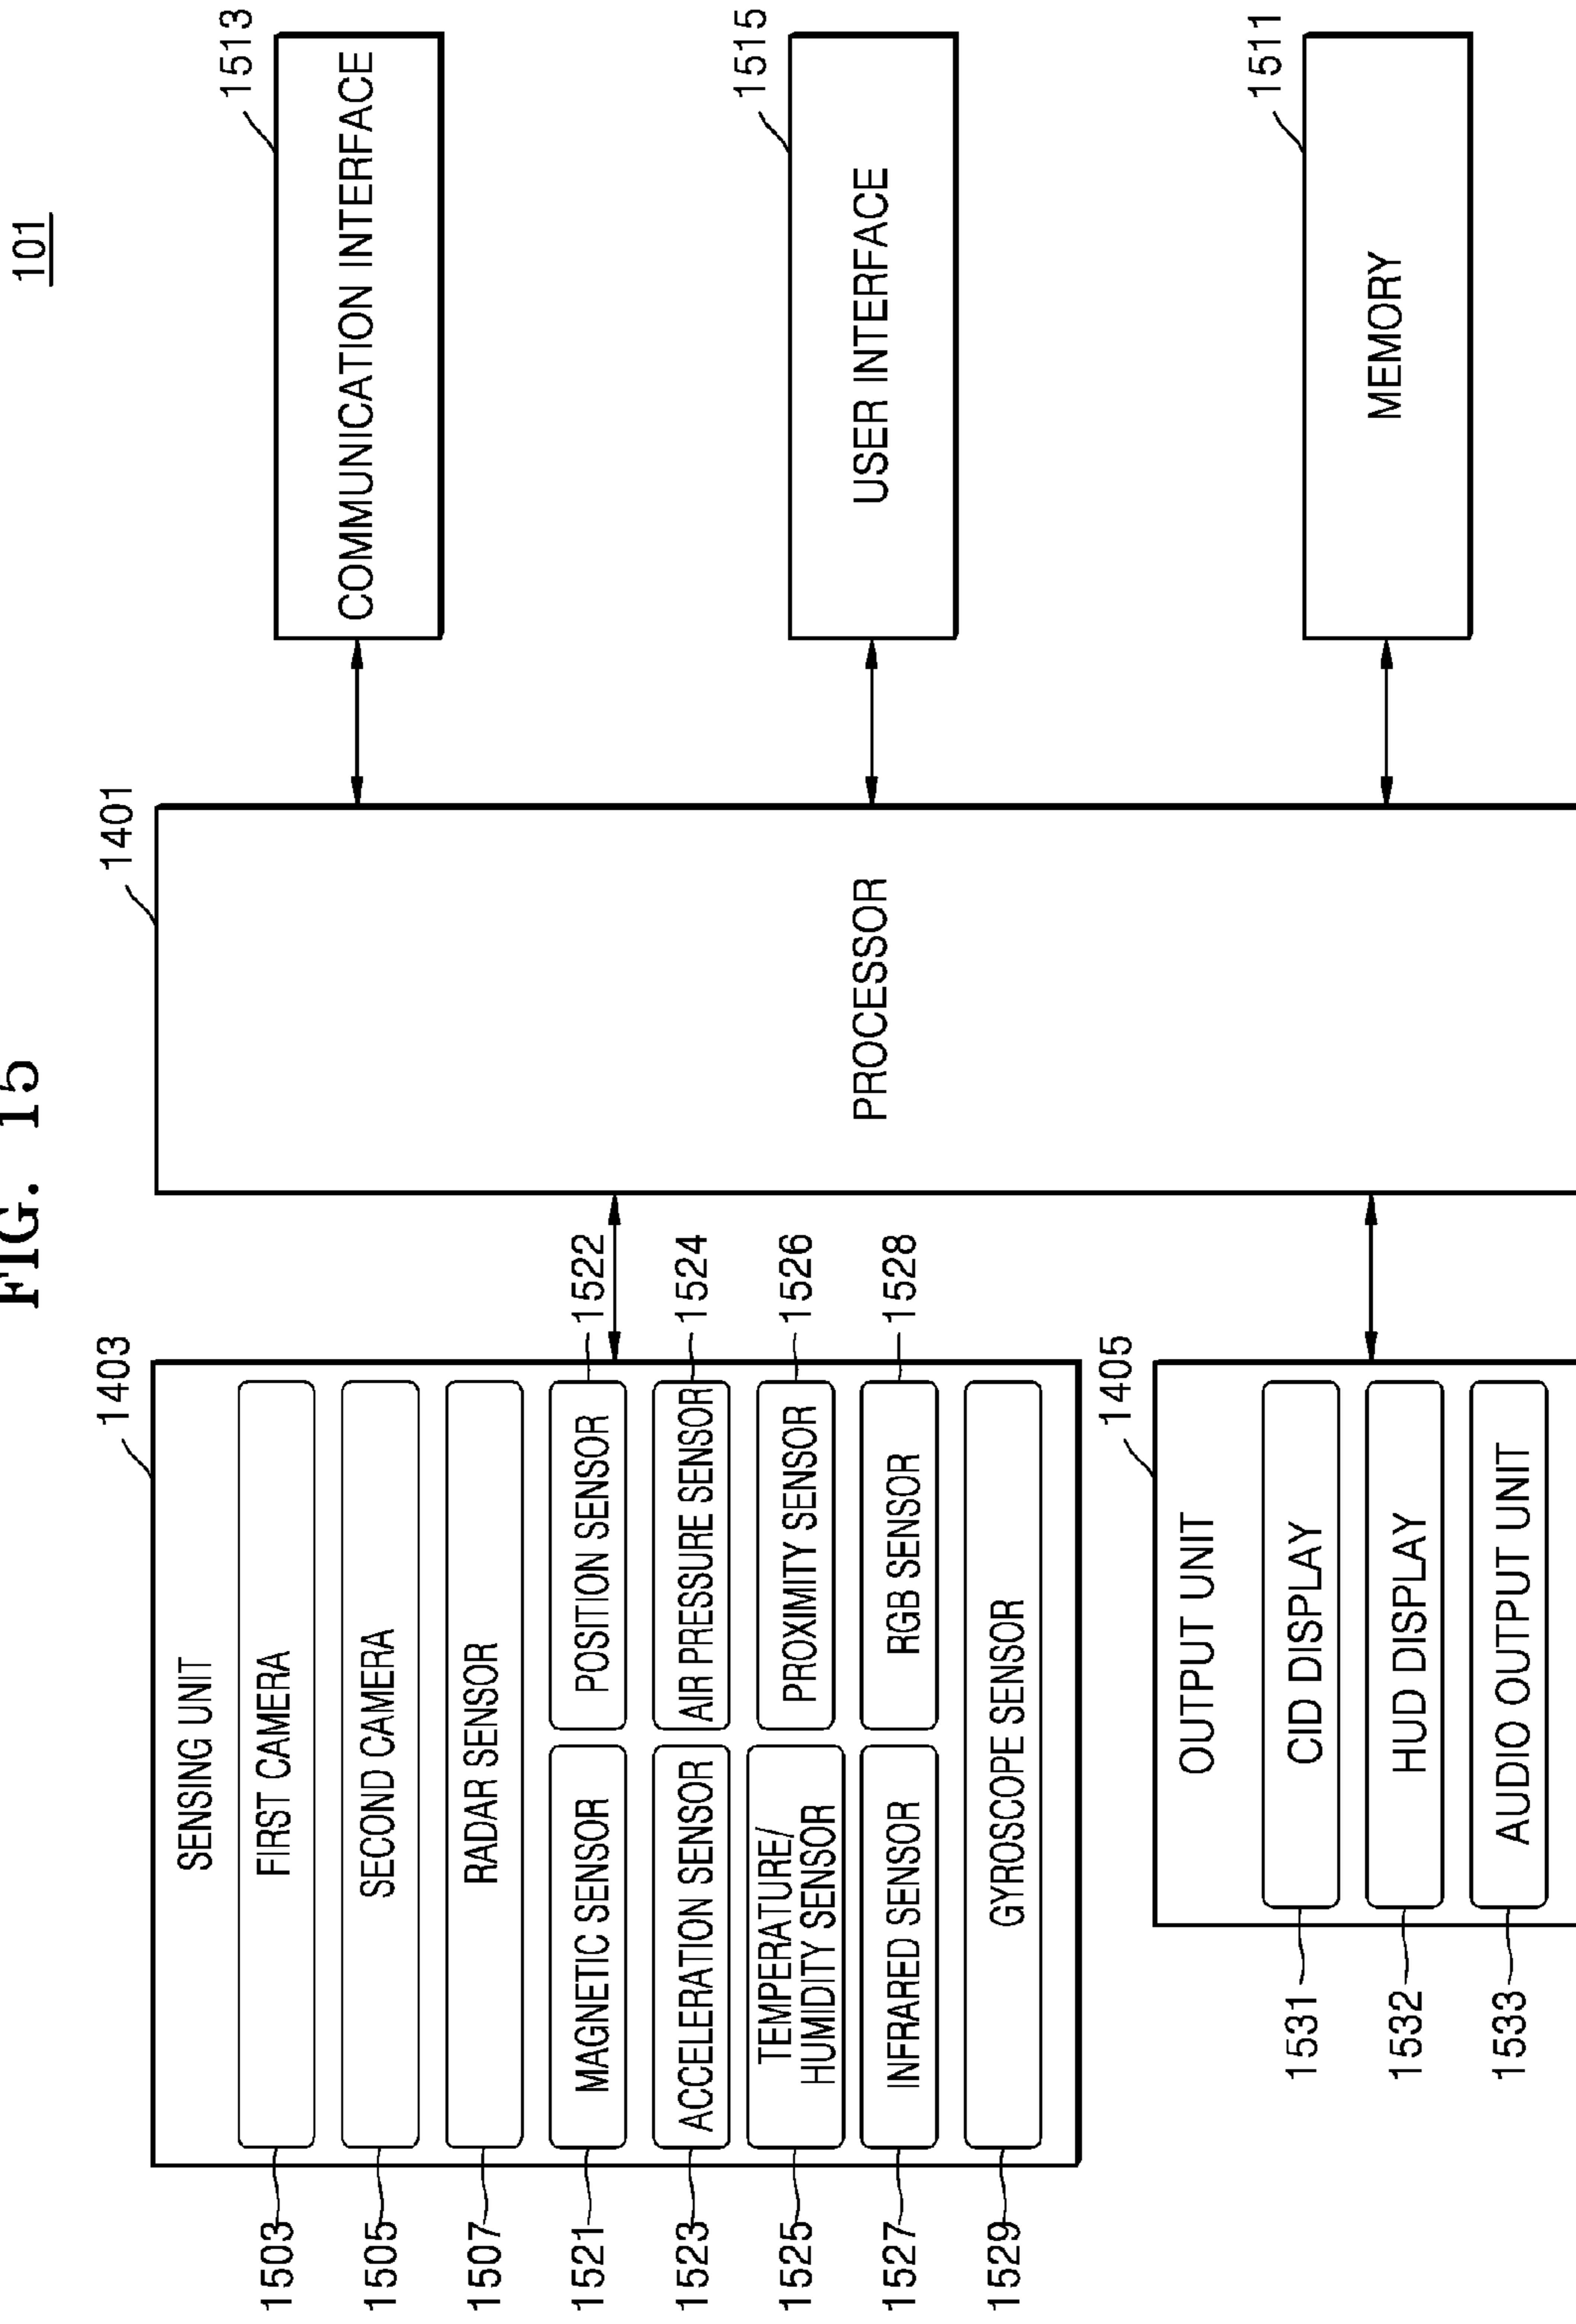 FIG. 15
101
1403
SENSING UNIT
1503
FIRST CAMERA
1505
SECOND CAMERA
1507
RADAR SENSOR
1521
MAGNETIC SENSOR
POSITION SENSOR
1522
1523
ACCELERATION SENSOR
AIR PRESSURE SENSOR
1524
1525
TEMPERATURE/
HUMIDITY SENSOR
PROXIMITY SENSOR
1526
1527
INFRARED SENSOR
RGB SENSOR
1528
1529
GYROSCOPE SENSOR
1405
OUTPUT UNIT
1531
CID DISPLAY
1532
HUD DISPLAY
1533
AUDIO OUTPUT UNIT
1401
PROCESSOR
1513
COMMUNICATION INTERFACE
1515
USER INTERFACE
1511
MEMORY